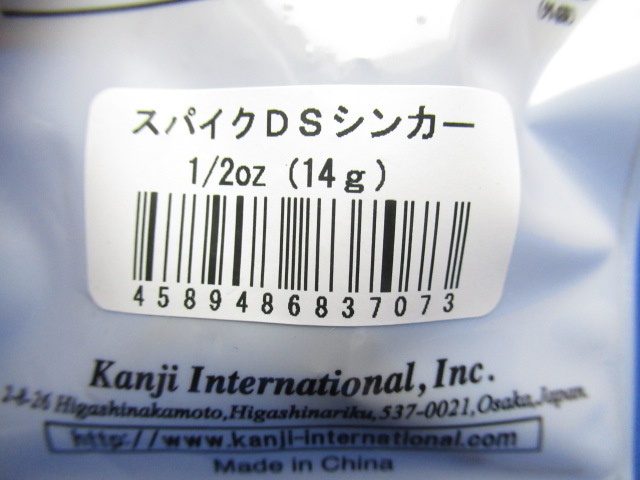 スパイクＤＳシンカー
1/2oz（14ｇ）
4589486837073
Kanji International, Inc.
2-8-26 Higashinakamoto,Higashinariku,537-0021,Osaka,Japan
http://www.kanji-international.com
Made in China